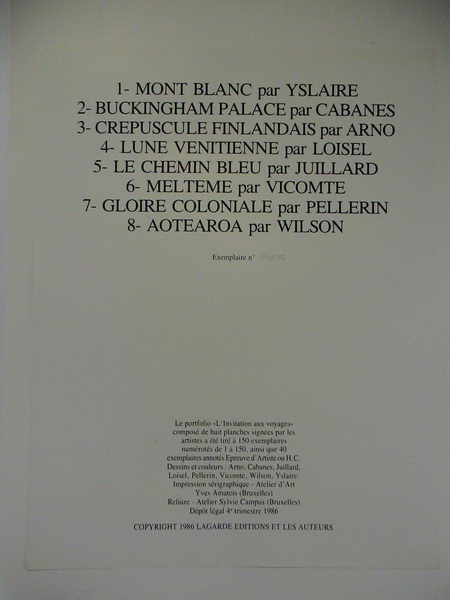 1- MONT BLANC par YSLAIRE
2- BUCKINGHAM PALACE par CABANES
3- CREPUSCULE FINLANDAIS par ARNO
4- LUNE VENITIENNE par LOISEL
5- LE CHEMIN BLEU par JUILLARD
6- MELTEME par VICOMTE
7- GLOIRE COLONIALE par PELLERIN
8- AOTEAROA par WILSON
Exemplaire n°
Le portfolio «L'Invitation aux voyages»
composé de huit planches signées par les
artistes a été tiré à 150 exemplaires
numérotés de 1 à 150, ainsi que 40
exemplaires annotés Epreuve d'Artiste ou H.C.
Dessins et couleurs : Arno, Cabanes, Juillard,
Loisel, Pellerin, Vicomte, Wilson, Yslaire.
Impression sérigraphique - Atelier d'Art
Yves Amateis (Bruxelles)
Reliure - Atelier Sylvie Campus (Bruxelles)
Dépôt légal 4e trimestre 1986
COPYRIGHT 1986 LAGARDE EDITIONS ET LES AUTEURS